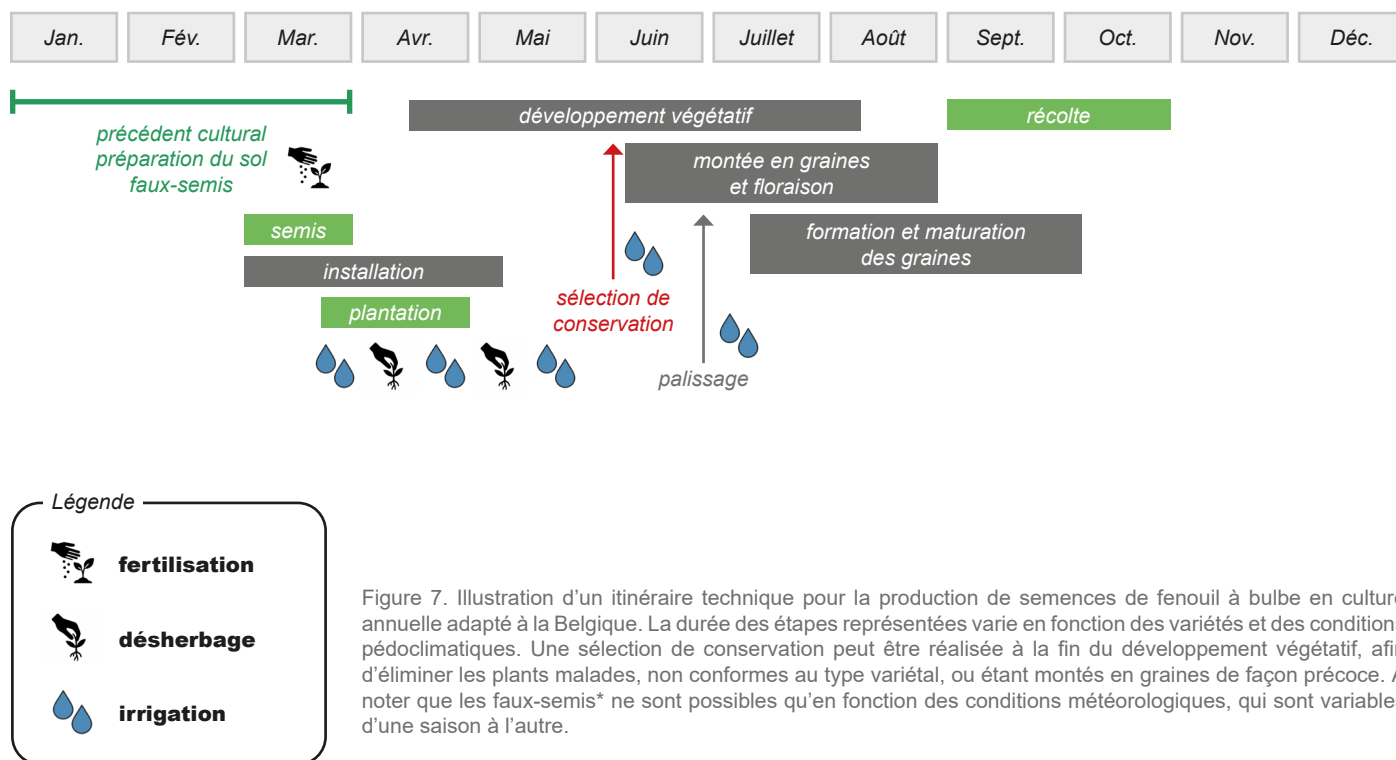 Jan. Fév. Mar. Avr. Mai Juin Juillet Août Sept. Oct. Nov. Déc.
précédent cultural
préparation du sol
faux-semis
développement végétatif
récolte
montée en graines
et floraison
semis
formation et maturation
des graines
installation
sélection de
conservation
plantation
palissage
Légende
fertilisation
désherbage
irrigation
Figure 7. Illustration d'un itinéraire technique pour la production de semences de fenouil à bulbe en culture
annuelle adapté à la Belgique. La durée des étapes représentées varie en fonction des variétés et des condition
pédoclimatiques. Une sélection de conservation peut être réalisée à la fin du développement végétatif, afi
d'éliminer les plants malades, non conformes au type variétal, ou étant montés en graines de façon précoce. À
noter que les faux-semis* ne sont possibles qu'en fonction des conditions météorologiques, qui sont variable
d'une saison à l'autre.